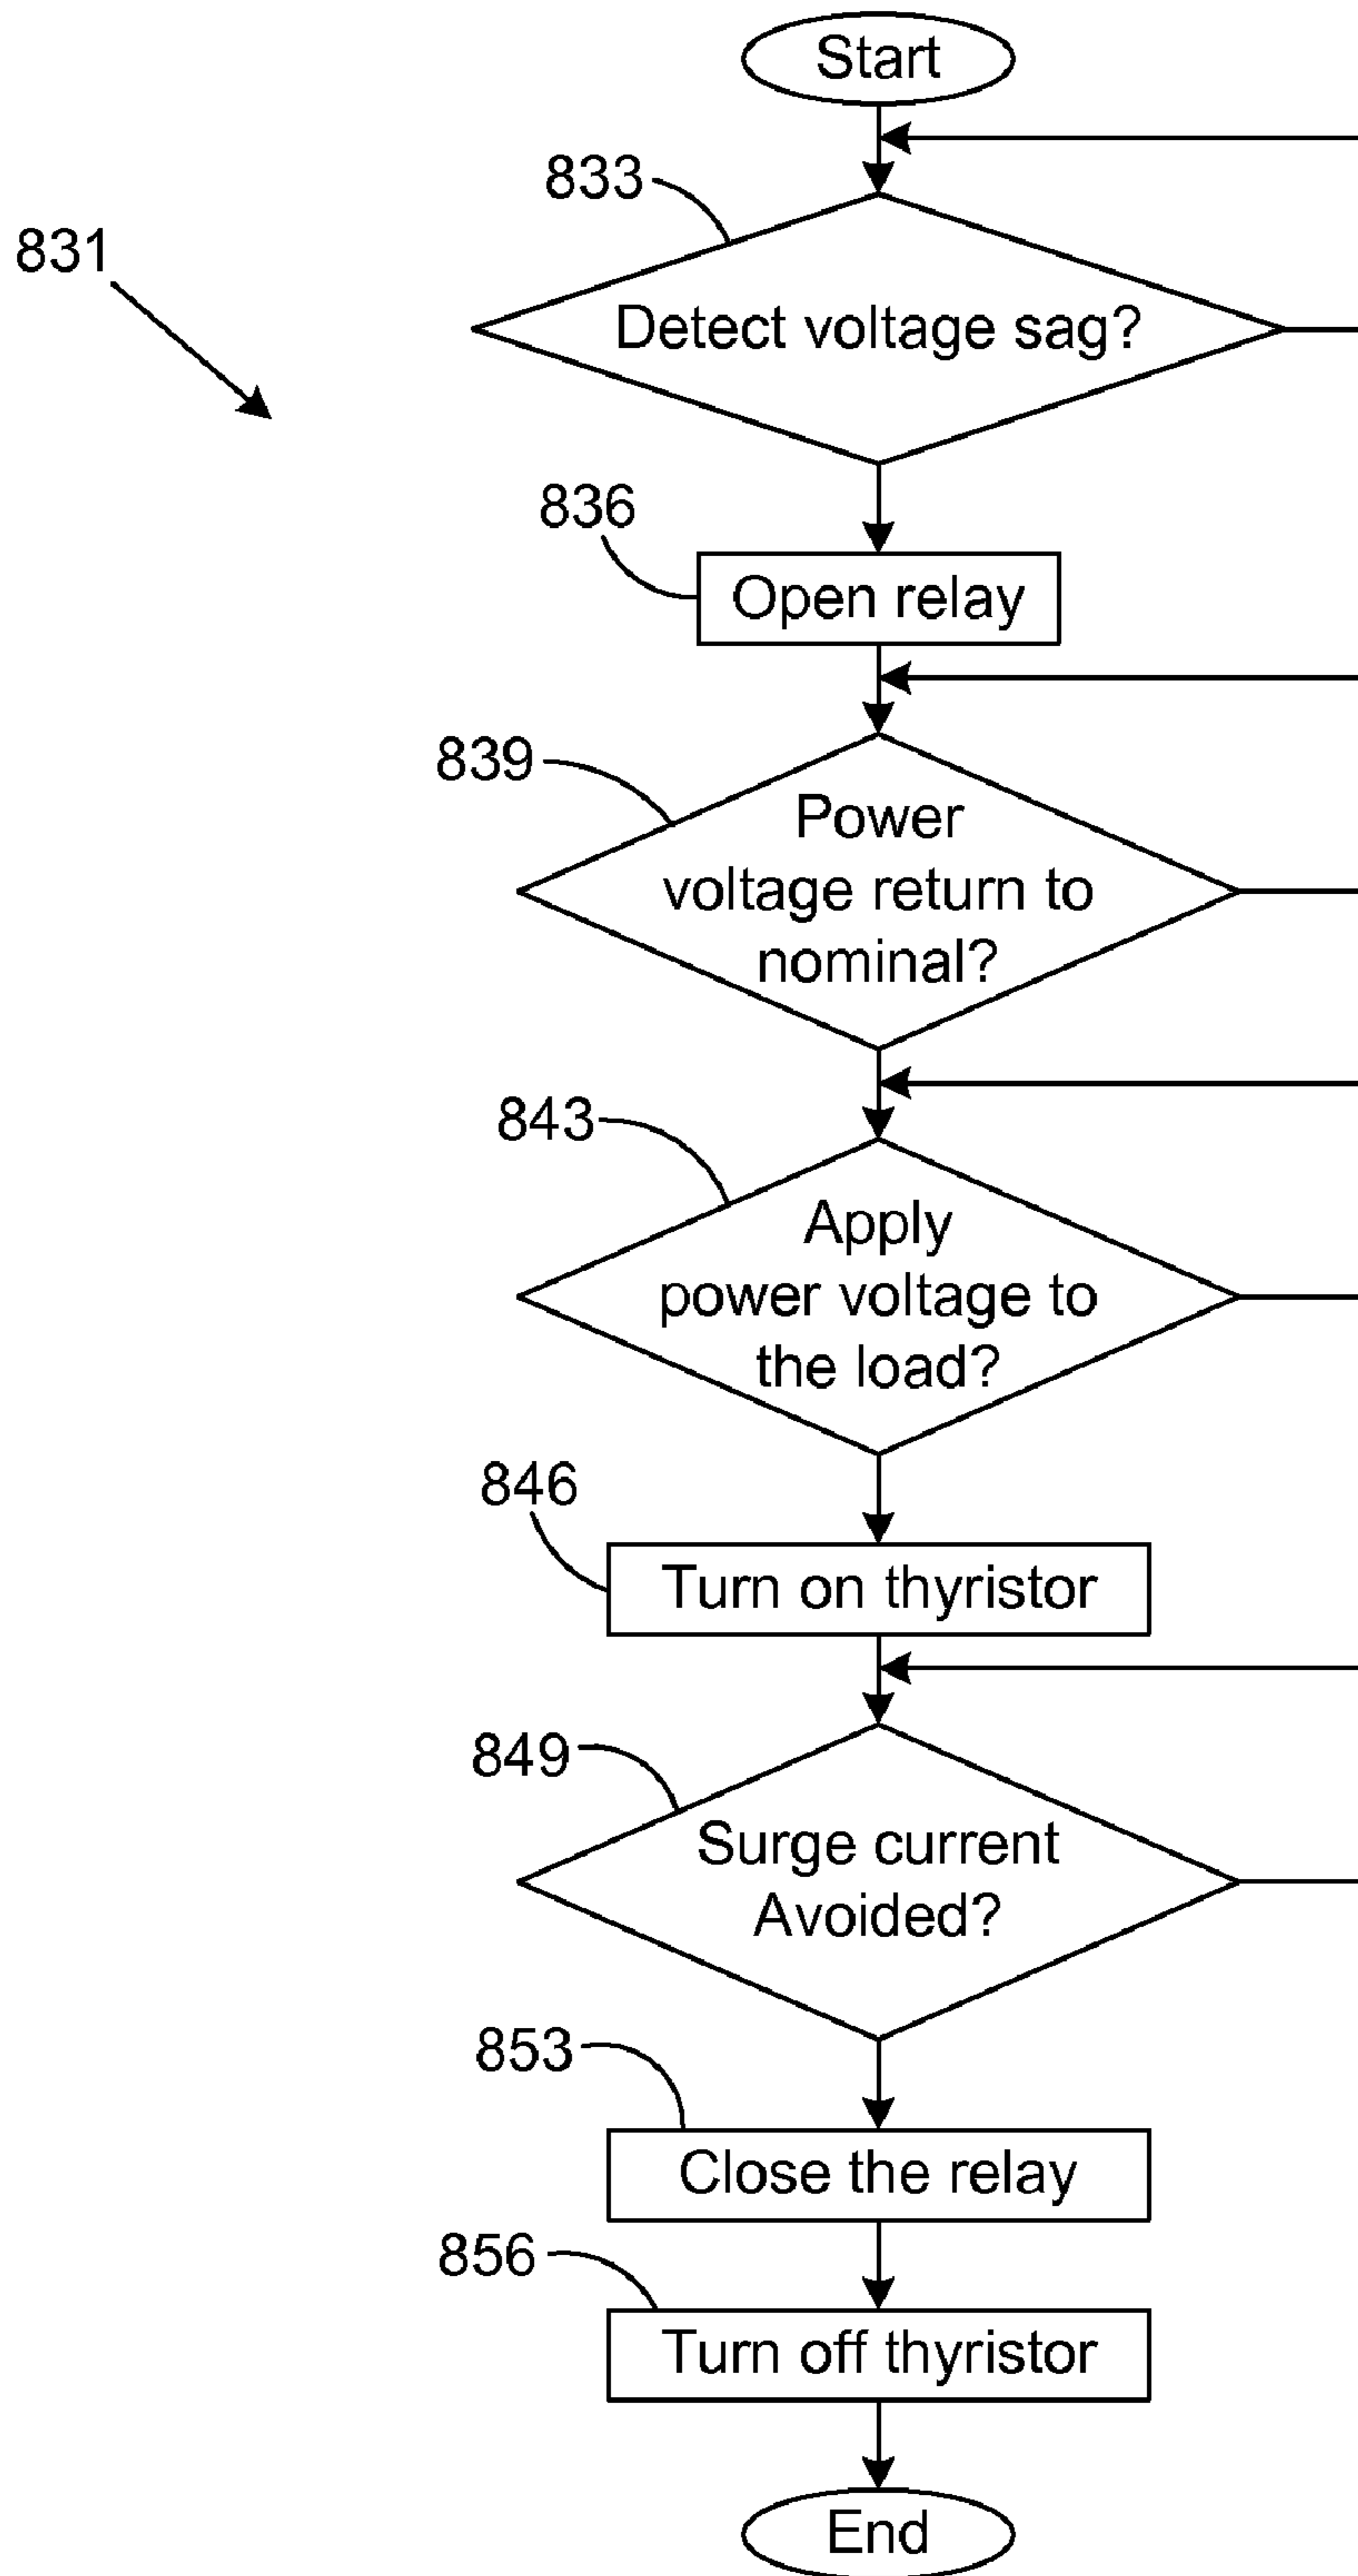 Start
833
831
Detect voltage sag?
836
Open relay
839
Power
voltage return to
nominal?
843
Apply
power voltage to
the load?
846
Turn on thyristor
849
Surge current
Avoided?
853
Close the relay
856
Turn off thyristor
End